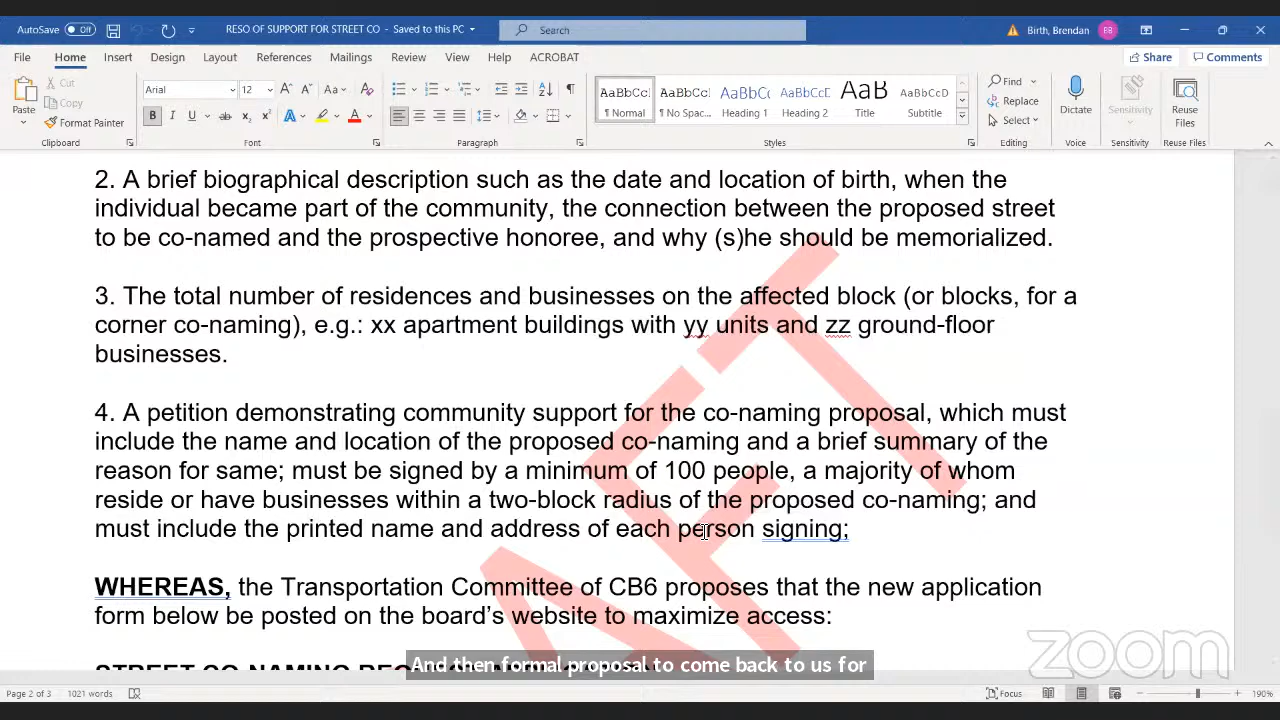 AutoSave Off RESO OF SUPPORT FOR STREET CO - Saved to this PC Search Birth, Brendan
File Home Insert Design Layout References Mailings Review View Help ACROBAT Share Comments
Paste Cut Copy Format Painter Clipboard
Arial 12 Font
Paragraph
AaBbCcI AaBbCcI AaBbCc AaBbCcE AaB AaBbCcD
¶ Normal ¶ No Spac... Heading 1 Heading 2 Title Subtitle
Styles
Find Replace Select Editing
Dictate Voice
Sensitivity Sensitivity
Reuse Files Reuse Files
2. A brief biographical description such as the date and location of birth, when the
individual became part of the community, the connection between the proposed street
to be co-named and the prospective honoree, and why (s)he should be memorialized.
3. The total number of residences and businesses on the affected block (or blocks, for a
corner co-naming), e.g.: xx apartment buildings with yy units and zz ground-floor
businesses.
4. A petition demonstrating community support for the co-naming proposal, which must
include the name and location of the proposed co-naming and a brief summary of the
reason for same; must be signed by a minimum of 100 people, a majority of whom
reside or have businesses within a two-block radius of the proposed co-naming; and
must include the printed name and address of each person signing;
WHEREAS, the Transportation Committee of CB6 proposes that the new application
form below be posted on the board's website to maximize access:
AFT
zoom
And then formal proposal to come back to us for
Page 2 of 3 1021 words Focus 190%